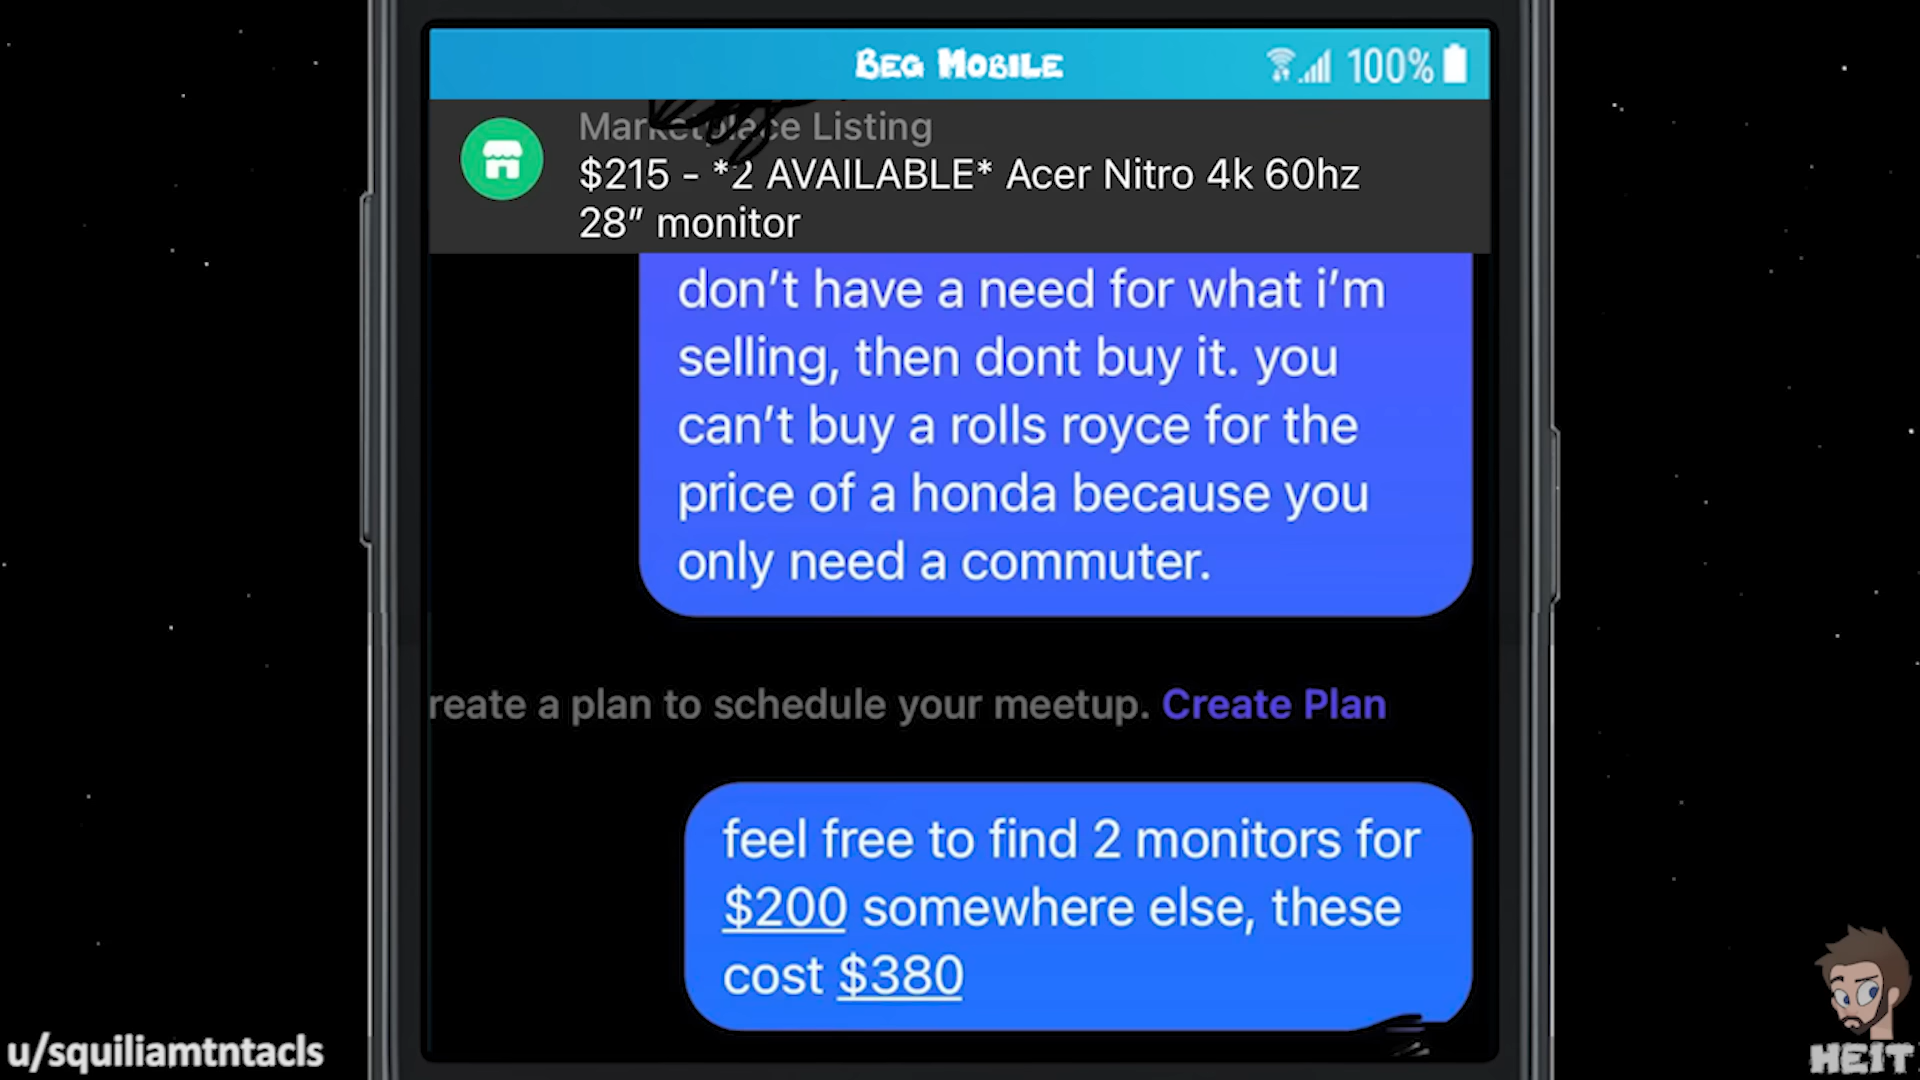 BEG MOBILE
100%
Marketplace Listing
$215 - *2 AVAILABLE* Acer Nitro 4k 60hz
28” monitor
don’t have a need for what i’m
selling, then dont buy it. you
can’t buy a rolls royce for the
price of a honda because you
only need a commuter.
reate a plan to schedule your meetup. Create Plan
feel free to find 2 monitors for
$200 somewhere else, these
cost $380
u/squiliamtntacls
HEIT